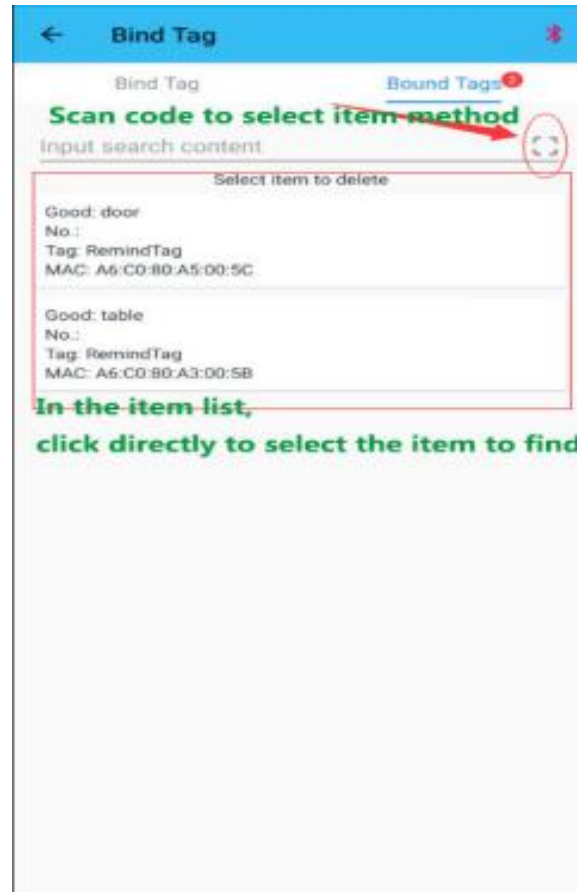 Bind Tag
Bind Tag Bound Tags 2
Scan code to select item method
Input search content
Select item to delete
Good: door
No.:
Tag: RemindTag
MAC: A6:C0:80:A5:00:5C
Good: table
No.:
Tag: RemindTag
MAC: A6:C0:80:A3:00:5B
In the item list,
click directly to select the item to find